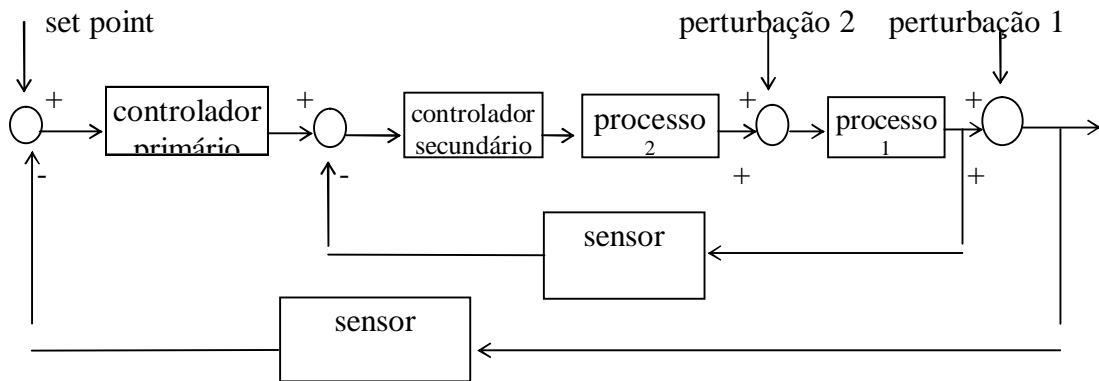 set point
perturbação 2
perturbação 1
+
+
+
+
controlador
primário
controlador
secundário
processo
2
processo
1
-
-
+
+
sensor
sensor